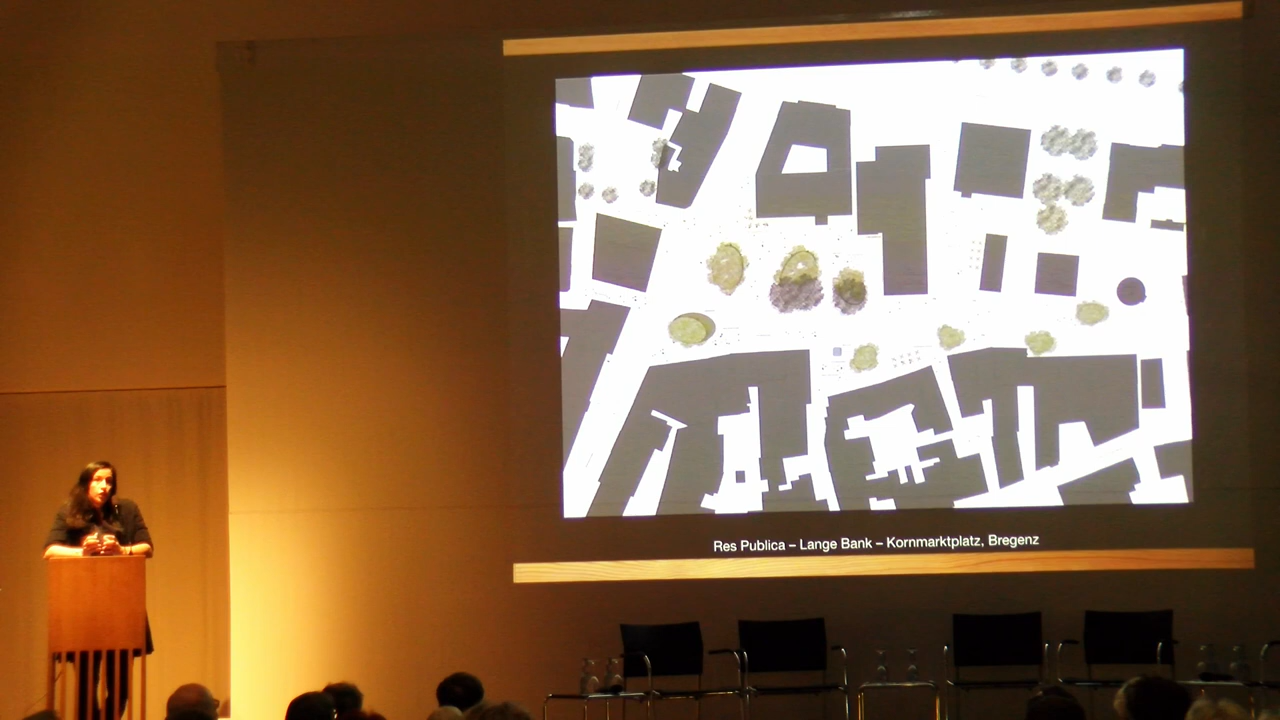 Res Publica – Lange Bank – Kornmarktplatz, Bregenz